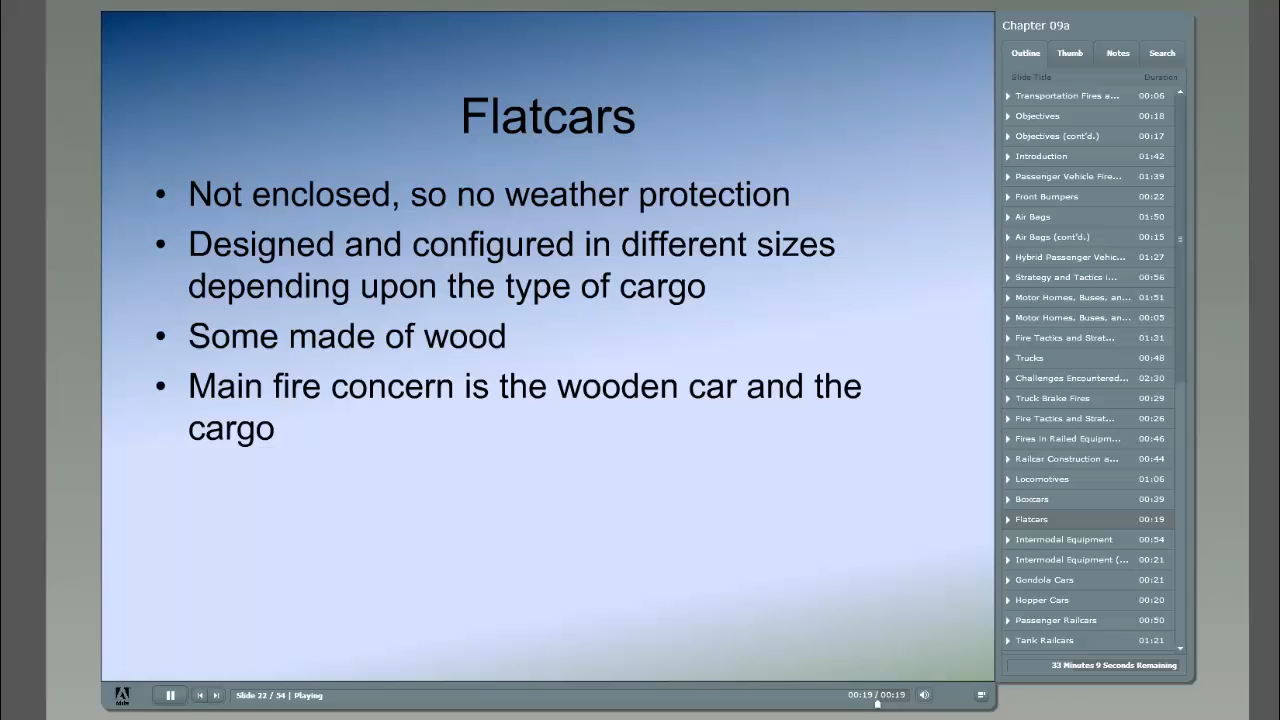 Flatcars
• Not enclosed, so no weather protection
• Designed and configured in different sizes
depending upon the type of cargo
• Some made of wood
• Main fire concern is the wooden car and the
cargo
Chapter 09a
Outline Thumb Notes Search
Slide Title Duration
Transportation Fires a... 00:06
Objectives 00:18
Objectives (cont'd.) 00:17
Introduction 01:42
Passenger Vehicle Fire... 01:39
Front Bumpers 00:22
Air Bags 01:50
Air Bags (cont'd.) 00:15
Hybrid Passenger Vehic... 01:27
Strategy and Tactics i... 00:56
Motor Homes, Buses, an... 01:51
Motor Homes, Buses, an... 00:05
Fire Tactics and Strat... 01:31
Trucks 00:48
Challenges Encountered... 02:30
Truck Brake Fires 00:29
Fire Tactics and Strat... 00:26
Fires in Railed Equipm... 00:46
Railcar Construction a... 00:44
Locomotives 01:06
Boxcars 00:39
Flatcars 00:19
Intermodal Equipment 00:54
Intermodal Equipment (... 00:21
Gondola Cars 00:21
Hopper Cars 00:20
Passenger Railcars 00:50
Tank Railcars 01:21
33 Minutes 9 Seconds Remaining
Adobe
Slide 22 / 54 | Playing
00:19 / 00:19